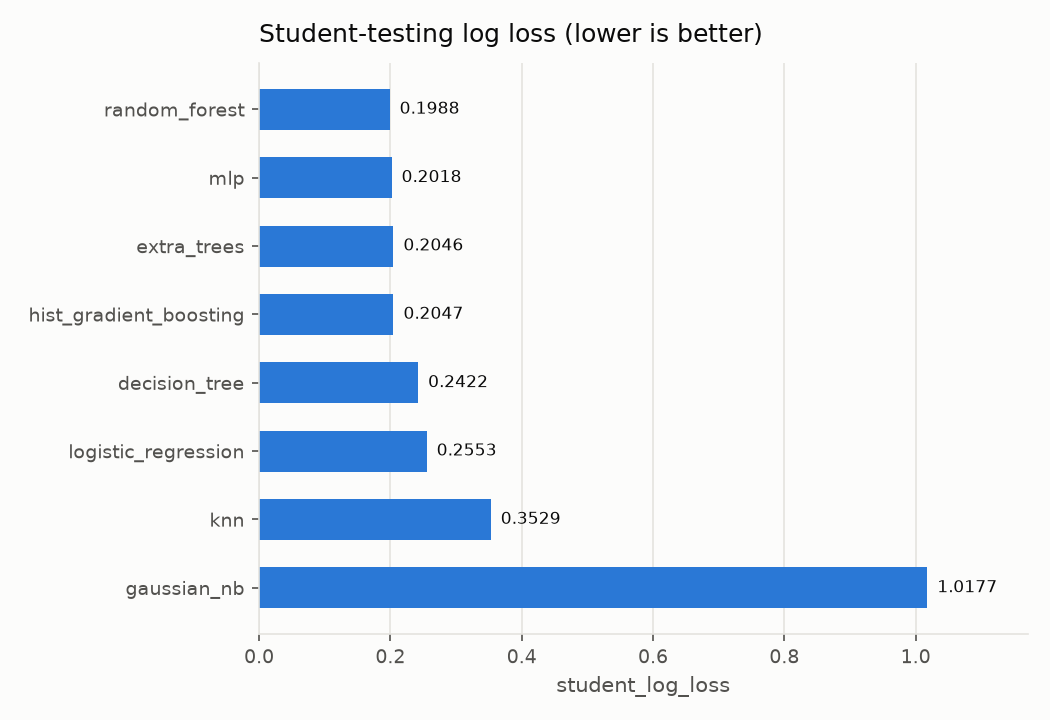 Student-testing log loss (lower is better)
random_forest 0.1988
mlp 0.2018
extra_trees 0.2046
hist_gradient_boosting 0.2047
decision_tree 0.2422
logistic_regression 0.2553
knn 0.3529
gaussian_nb 1.0177
0.0 0.2 0.4 0.6 0.8 1.0
student_log_loss